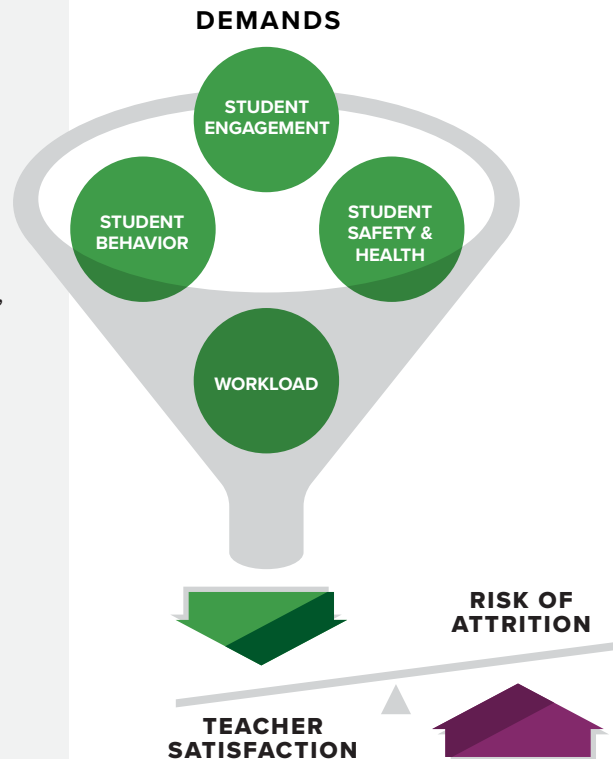 DEMANDS
STUDENT
ENGAGEMENT
STUDENT
BEHAVIOR
STUDENT
SAFETY &
HEALTH
,
WORKLOAD
RISK OF
ATTRITION
TEACHER
SATISFACTION